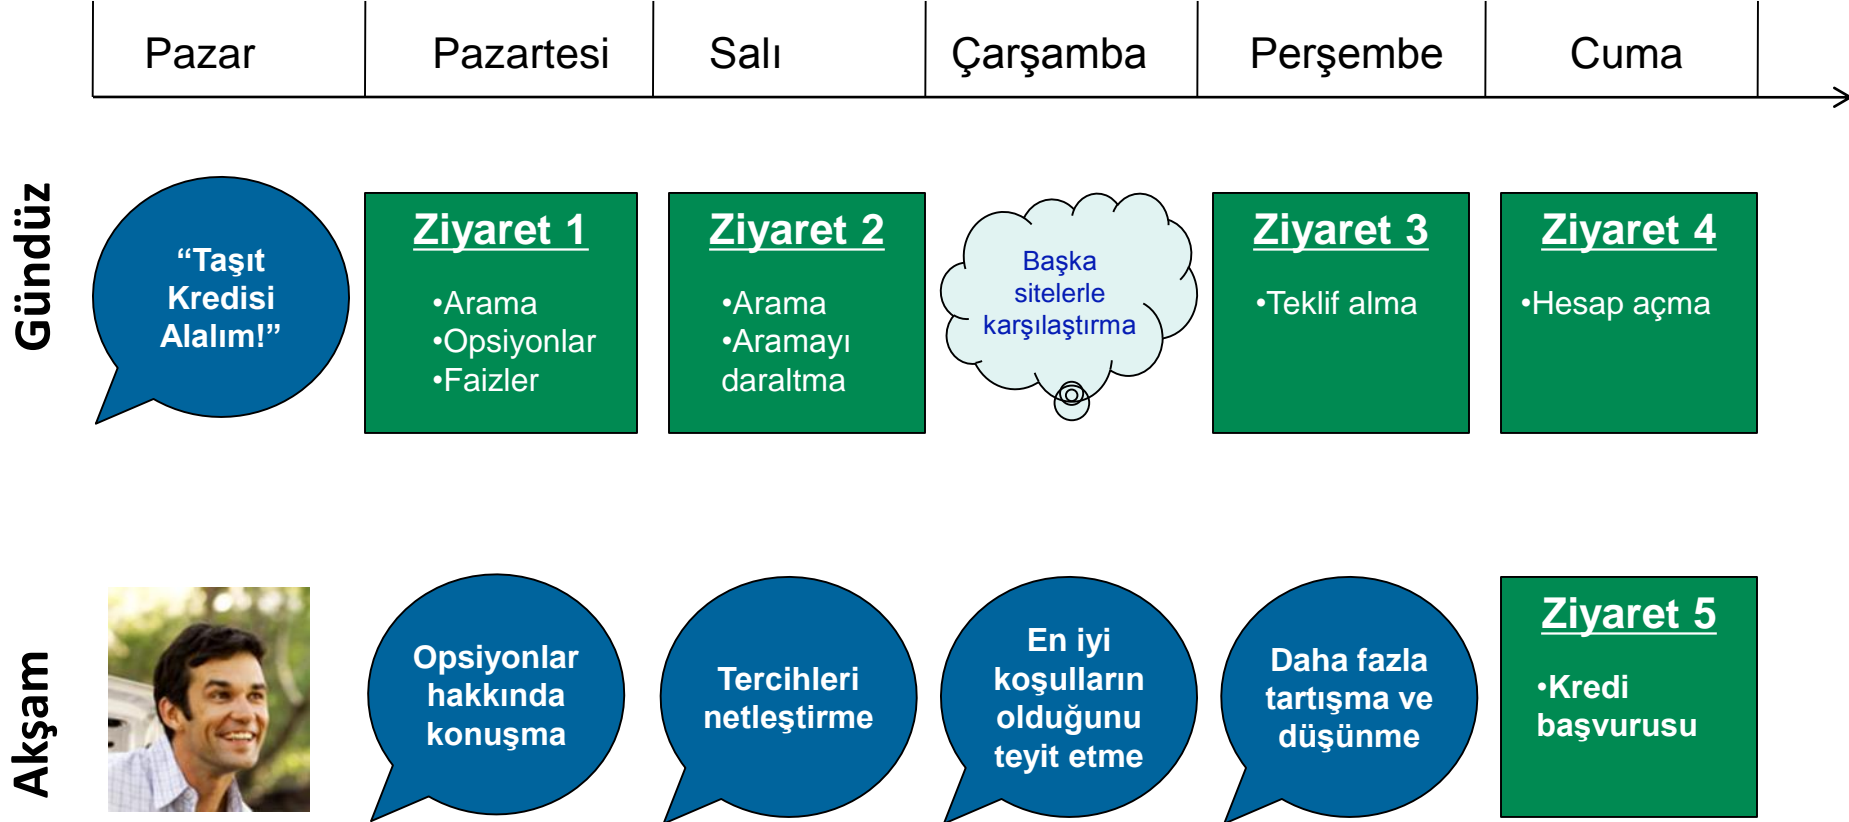 Pazar
Pazartesi
Salı
Çarşamba
Perşembe
Cuma
Gündüz
“Taşıt
Kredisi
Alalım!”
Ziyaret 1
•Arama
•Opsiyonlar
•Faizler
Ziyaret 2
•Arama
•Aramayı
daraltma
Başka
sitelerle
karşılaştırma
Ziyaret 3
•Teklif alma
Ziyaret 4
•Hesap açma
Akşam
Opsiyonlar
hakkında
konuşma
Tercihleri
netleştirme
En iyi
koşulların
olduğunu
teyit etme
Daha fazla
tartışma ve
düşünme
Ziyaret 5
•Kredi
başvurusu